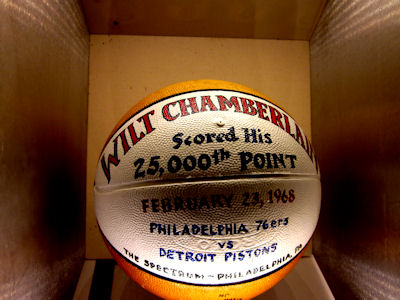 WILT CHAMBERLAIN
Scored His
25,000th POINT
FEBRUARY 23, 1968
PHILADELPHIA 76ers
VS
DETROIT PISTONS
THE SPECTRUM - PHILADELPHIA, PA